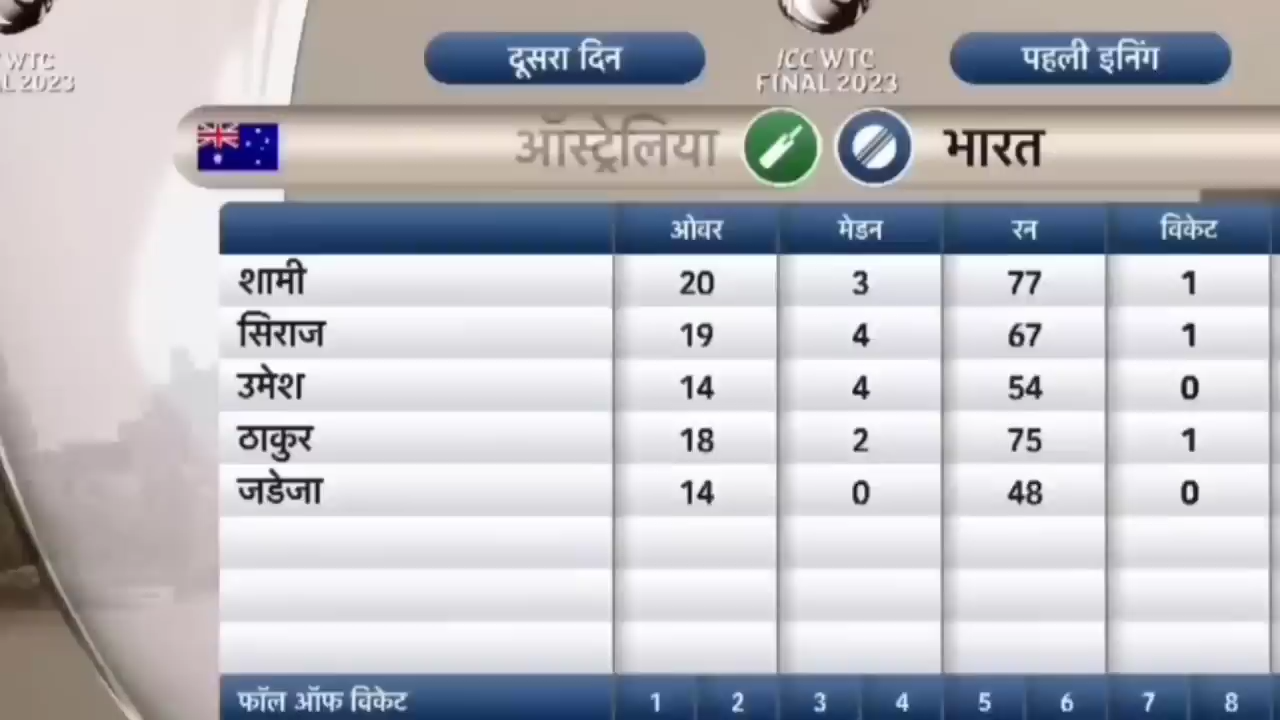 WTC
L 2023
दूसरा दिन
ICC WTC
FINAL 2023
पहली इनिंग
ऑस्ट्रेलिया भारत
ओवर मेडन रन विकेट
शामी 20 3 77 1
सिराज 19 4 67 1
उमेश 14 4 54 0
ठाकुर 18 2 75 1
जडेजा 14 0 48 0
फॉल ऑफ विकेट 1 2 3 4 5 6 7 8